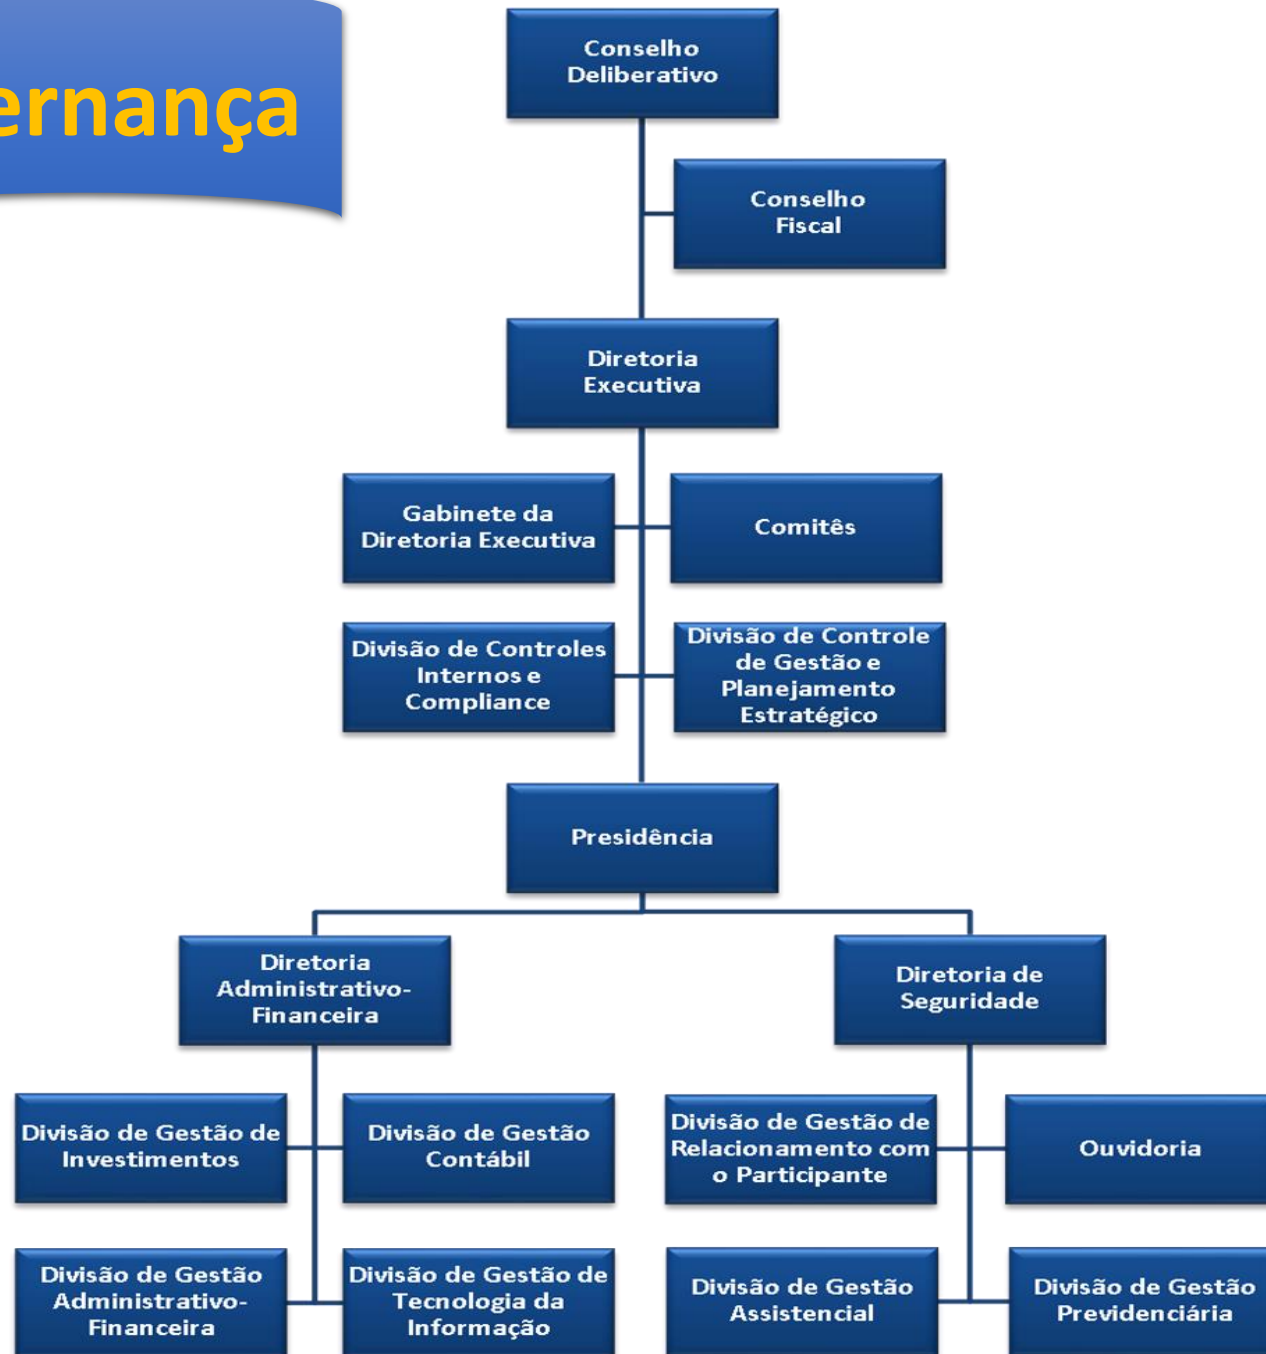 ernança
Conselho
Deliberativo
Conselho
Fiscal
Diretoria
Executiva
Gabinete da
Diretoria Executiva
Comitês
Divisão de Controles
Internos e
Compliance
Divisão de Controle
de Gestão e
Planejamento
Estratégico
Presidência
Diretoria
Administrativo-
Financeira
Diretoria de
Seguridade
Divisão de Gestão de
Investimentos
Divisão de Gestão
Contábil
Divisão de Gestão de
Relacionamento com
o Participante
Ouvidoria
Divisão de Gestão
Administrativo-
Financeira
Divisão de Gestão de
Tecnologia da
Informação
Divisão de Gestão
Assistencial
Divisão de Gestão
Previdenciária